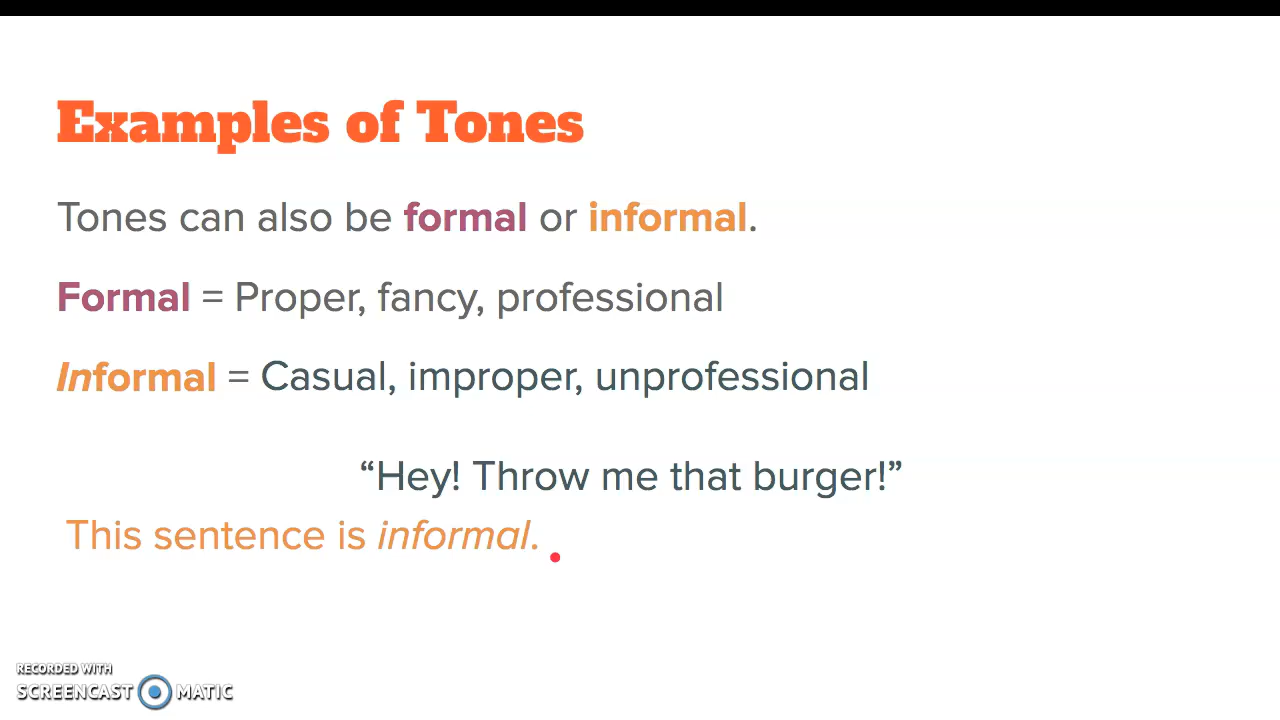 Examples of Tones
Tones can also be formal or informal.
Formal = Proper, fancy, professional
Informal = Casual, improper, unprofessional
“Hey! Throw me that burger!”
This sentence is informal.
RECORDED WITH
SCREENCAST MATIC